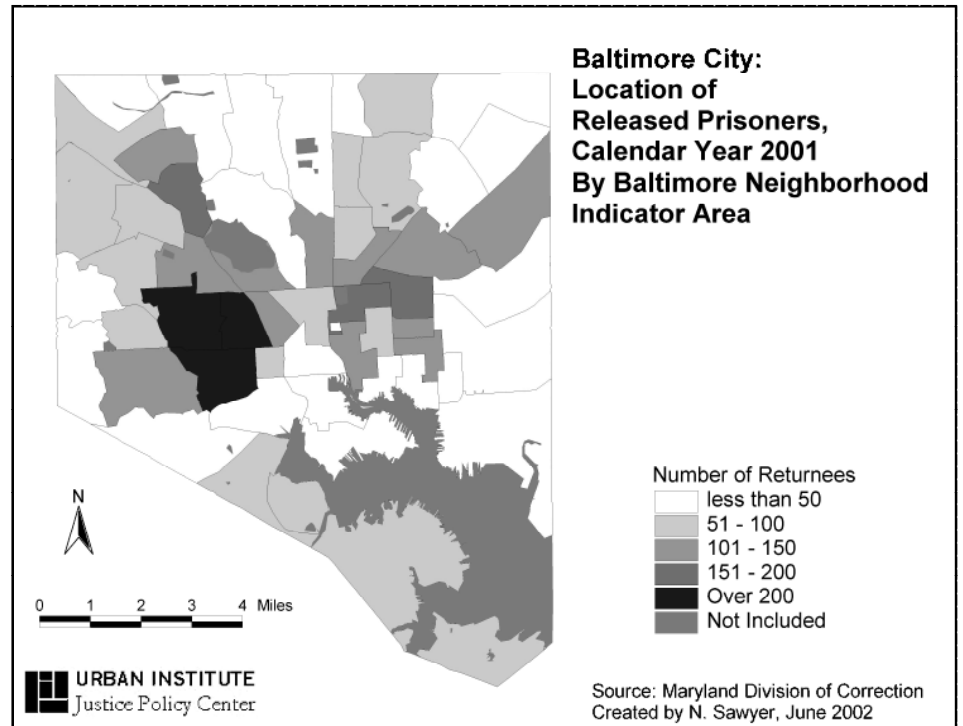 Baltimore City:
Location of
Released Prisoners,
Calendar Year 2001
By Baltimore Neighborhood
Indicator Area
Number of Returnees
less than 50
51 - 100
101 - 150
151 - 200
Over 200
Not Included
N
0 1 2 3 4 Miles
URBAN INSTITUTE
Justice Policy Center
Source: Maryland Division of Correction
Created by N. Sawyer, June 2002